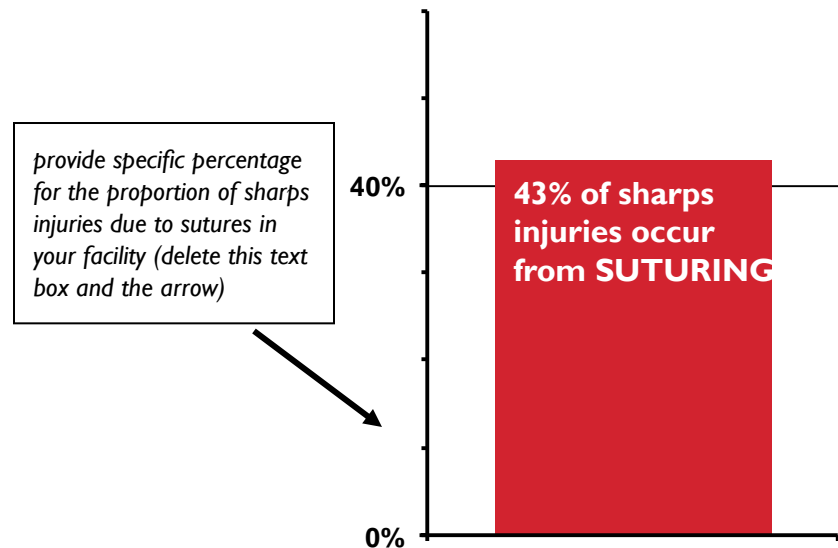 provide specific percentage
for the proportion of sharps
injuries due to sutures in
your facility (delete this text
box and the arrow)
40%
43% of sharps
injuries occur
from SUTURING
0%